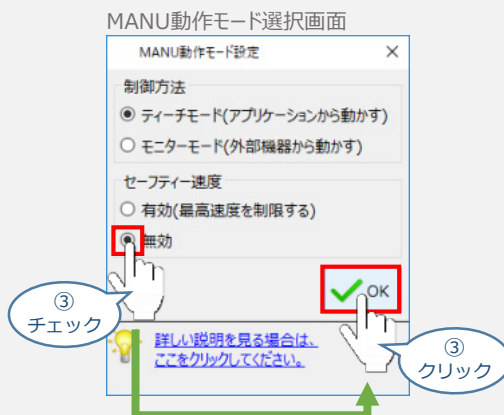 MANU動作モード選択画面
MANU動作モード設定
制御方法
ティーチモード(アプリケーションから動かす)
モニターモード(外部機器から動かす)
セーフティー速度
有効(最高速度を制限する)
無効
OK
③
チェック
詳しい説明を見る場合は、
ここをクリックしてください。
③
クリック